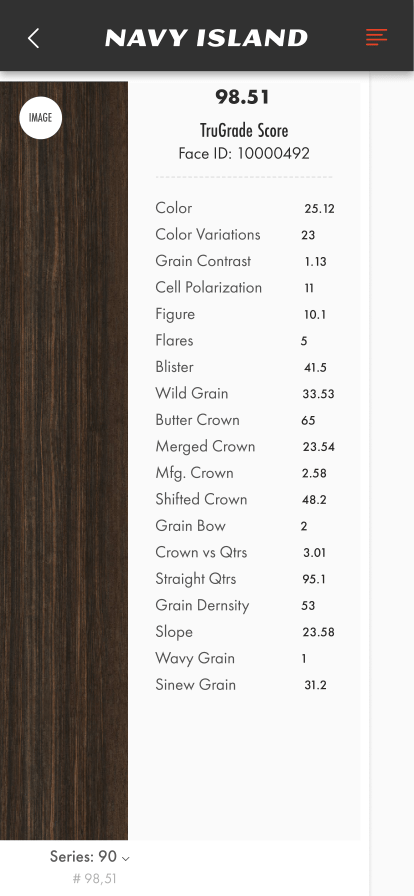 NAVY ISLAND
IMAGE
98.51
TruGrade Score
Face ID: 10000492
Color 25.12
Color Variations 23
Grain Contrast 1.13
Cell Polarization 11
Figure 10.1
Flares 5
Blister 41.5
Wild Grain 33.53
Butter Crown 65
Merged Crown 23.54
Mfg. Crown 2.58
Shifted Crown 48.2
Grain Bow 2
Crown vs Qtrs 3.01
Straight Qtrs 95.1
Grain Dernsity 53
Slope 23.58
Wavy Grain 1
Sinew Grain 31.2
Series: 90
# 98,51